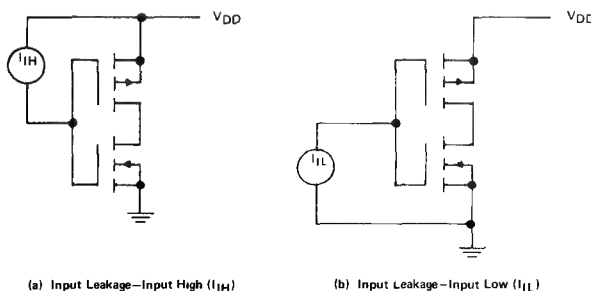 VDD
IIH
(a) Input Leakage–Input High (IIH)
VDD
IIL
(b) Input Leakage–Input Low (IIL)